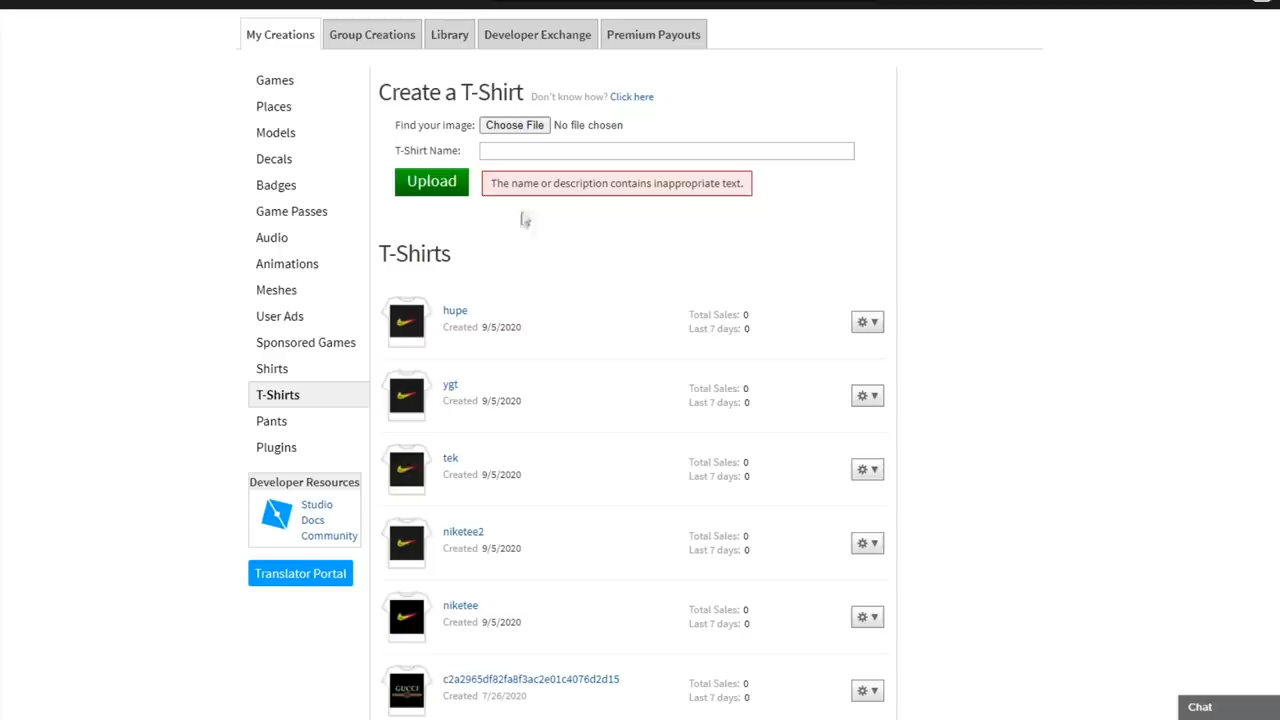 My Creations
Group Creations
Library
Developer Exchange
Premium Payouts
Games
Places
Models
Decals
Badges
Game Passes
Audio
Animations
Meshes
User Ads
Sponsored Games
Shirts
T-Shirts
Pants
Plugins
Developer Resources
Studio
Docs
Community
Translator Portal
Create a T-Shirt Don't know how? Click here
Find your image: Choose File No file chosen
T-Shirt Name:
Upload The name or description contains inappropriate text.
T-Shirts
hupe
Created 9/5/2020
Total Sales: 0
Last 7 days: 0
ygt
Created 9/5/2020
Total Sales: 0
Last 7 days: 0
tek
Created 9/5/2020
Total Sales: 0
Last 7 days: 0
niketee2
Created 9/5/2020
Total Sales: 0
Last 7 days: 0
niketee
Created 9/5/2020
Total Sales: 0
Last 7 days: 0
GUCCI
c2a2965df82fa8f3ac2e01c4076d2d15
Created 7/26/2020
Total Sales: 0
Last 7 days: 0
Chat